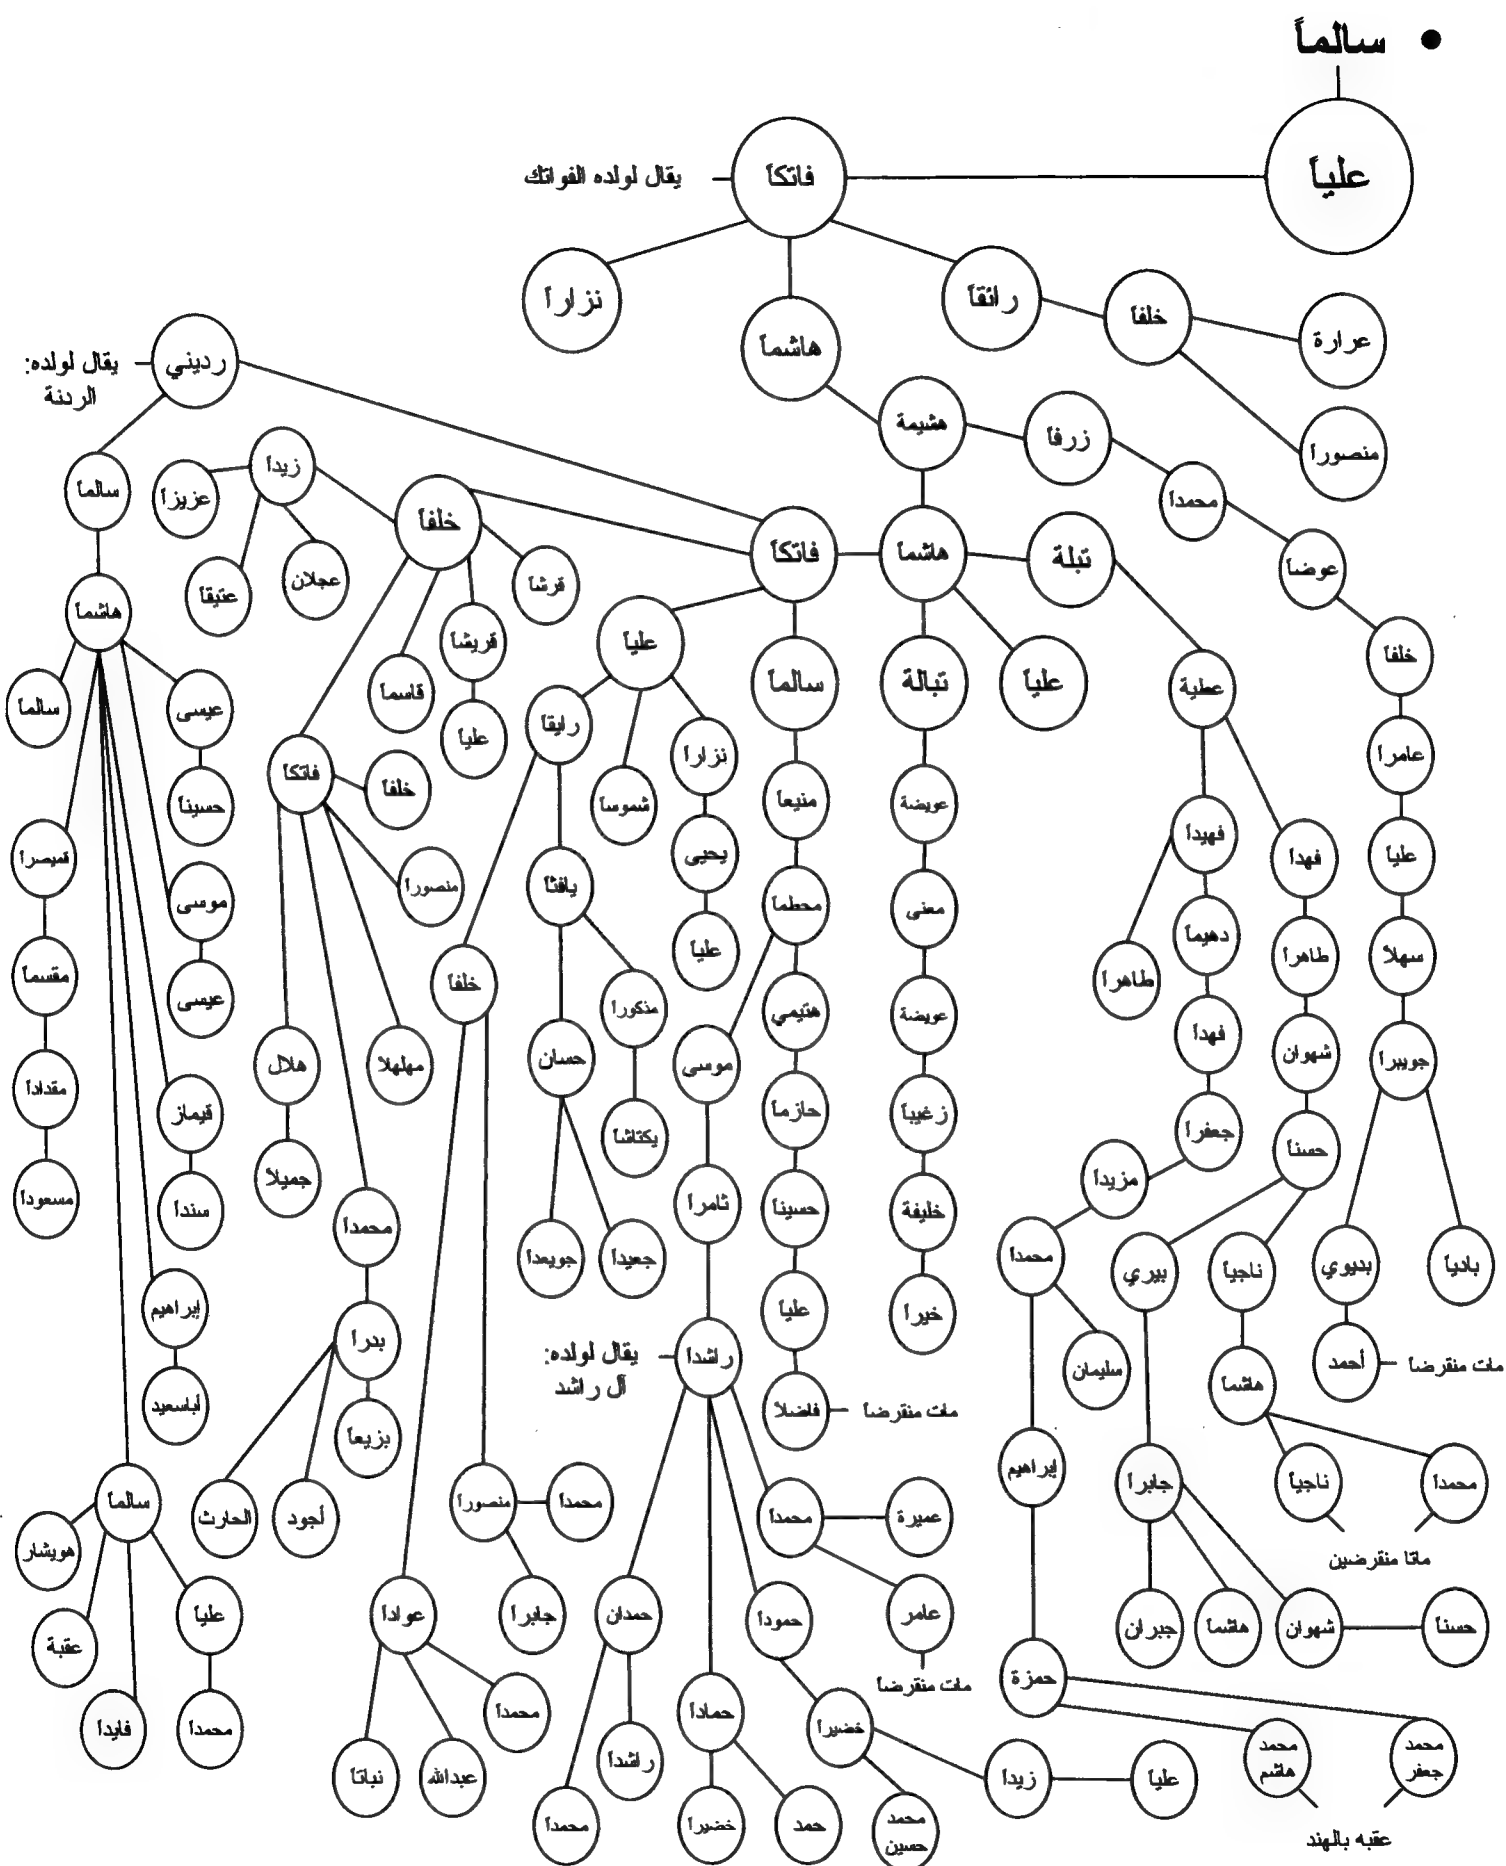 • سالماً
علياً
فاتكاً
يقال لولده الفواتك
نزاراً
هاشماً
رائقاً
خلفاً
عرارة
منصوراً
رديني
يقال لولده:
الردنة
هشيمة
زرفاً
محمداً
عوضاً
خلفاً
عامراً
علياً
سهلاً
جويبراً
بديوي
بادياً
أحمد
مات منقرضاً
فاتكاً
هاشماً
تبلة
علياً
تبالة
عويضة
معنى
عويضة
زغيباً
خليفة
خيراً
عطية
فهيداً
فهداً
طاهراً
دهيماً
فهداً
جعفراً
مزيداً
محمداً
سليمان
إبراهيم
حمزة
محمد
هاشم
محمد
جعفر
عقبه بالهند
طاهراً
شهوان
حسناً
بيري
ناجياً
هاشماً
ناجياً
محمداً
ماتا منقرضين
جابراً
جبران
هاشماً
شهوان
حسناً
علياً
سالماً
منيعاً
محطماً
هتيمي
حازماً
حسيناً
علياً
فاضلاً
مات منقرضاً
موسى
ثامراً
راشداً
يقال لولده:
آل راشد
محمداً
عميرة
عامر
مات منقرضاً
حموداً
خضيراً
زيداً
علياً
محمد
حسين
حماداً
خضيراً
حمد
حمدان
راشداً
محمداً
رايقا
شموساً
نزاراً
يحيى
علياً
يافثاً
مذكوراً
يكتاشاً
حسان
جويعداً
جعيداً
خلفاً
منصوراً
محمداً
جابراً
عواداً
نباتاً
عبدالله
محمداً
خلفاً
قرشاً
قريشاً
علياً
قاسماً
زيداً
عزيزاً
عتيقاً
عجلان
فاتكاً
خلفاً
منصوراً
مهلهلا
هلال
جميلاً
محمداً
بدراً
بزيعاً
أجود
الحارث
سالماً
هاشماً
سالماً
عيسى
حسيناً
موسى
عيسى
قيماز
سنداً
إبراهيم
أباسعيد
قميصراً
مقسماً
مقداداً
مسعوداً
سالماً
هويشار
عقبة
فايداً
علياً
محمداً